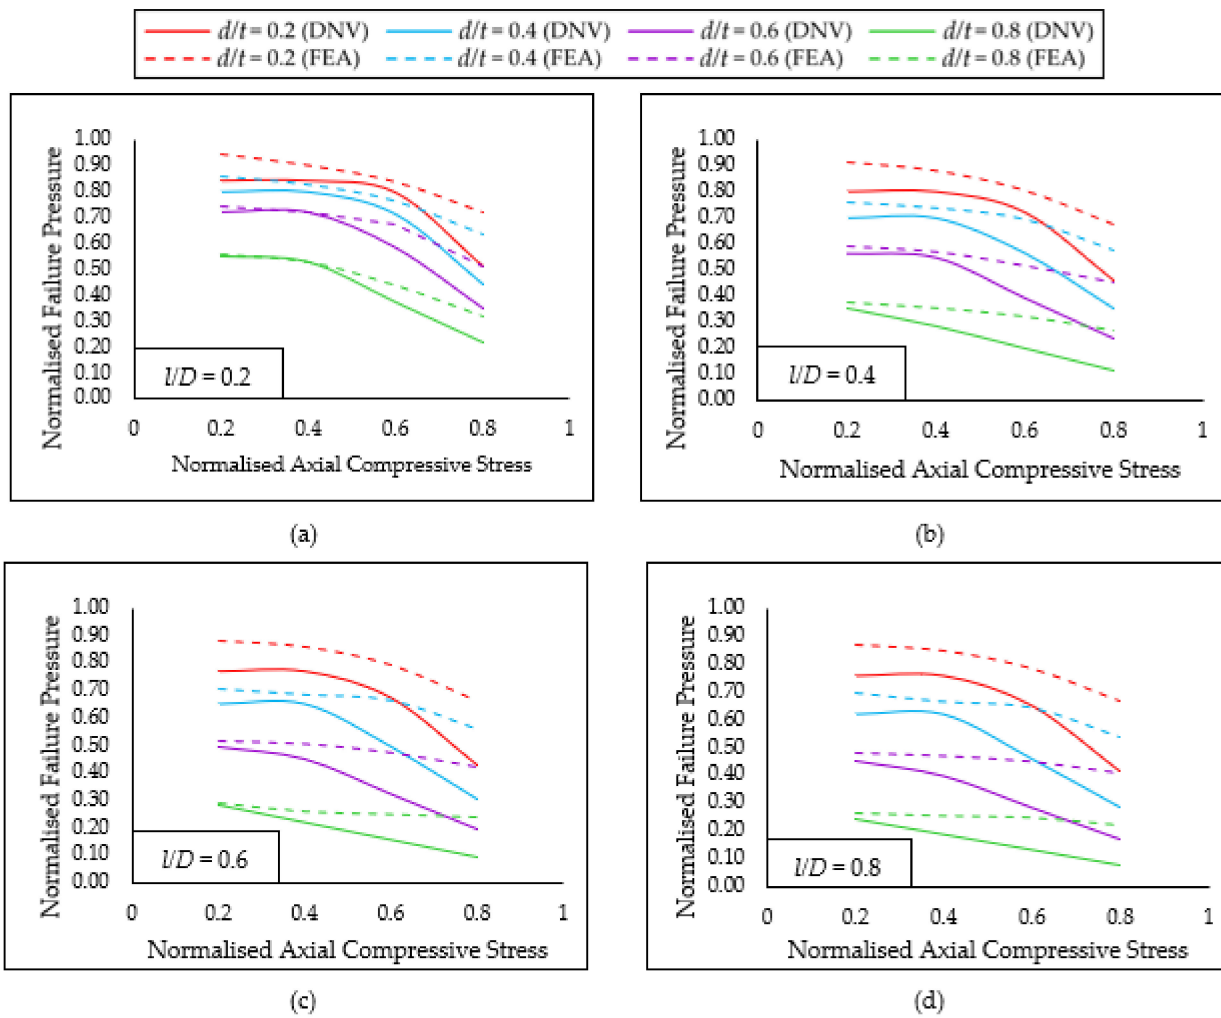 d/t = 0.2 (DNV) d/t = 0.4 (DNV) d/t = 0.6 (DNV) d/t = 0.8 (DNV)
d/t = 0.2 (FEA) d/t = 0.4 (FEA) d/t = 0.6 (FEA) d/t = 0.8 (FEA)
Normalised Failure Pressure
1.00
0.90
0.80
0.70
0.60
0.50
0.40
0.30
0.20
0.10
0.00
l/D = 0.2
0 0.2 0.4 0.6 0.8 1
Normalised Axial Compressive Stress
(a)
Normalised Failure Pressure
1.00
0.90
0.80
0.70
0.60
0.50
0.40
0.30
0.20
0.10
0.00
l/D = 0.4
0 0.2 0.4 0.6 0.8 1
Normalised Axial Compressive Stress
(b)
Normalised Failure Pressure
1.00
0.90
0.80
0.70
0.60
0.50
0.40
0.30
0.20
0.10
0.00
l/D = 0.6
0 0.2 0.4 0.6 0.8 1
Normalised Axial Compressive Stress
(c)
Normalised Failure Pressure
1.00
0.90
0.80
0.70
0.60
0.50
0.40
0.30
0.20
0.10
0.00
l/D = 0.8
0 0.2 0.4 0.6 0.8 1
Normalised Axial Compressive Stress
(d)